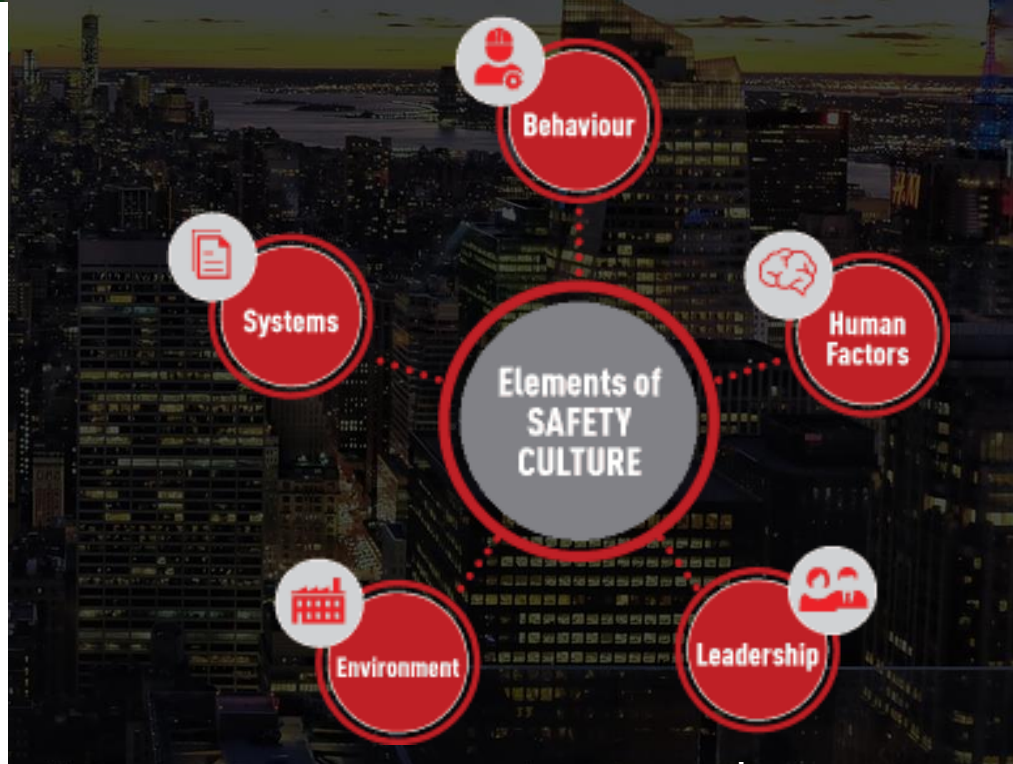 Behaviour
Systems
Human
Factors
Elements of
SAFETY
CULTURE
Environment
Leadership
H&M